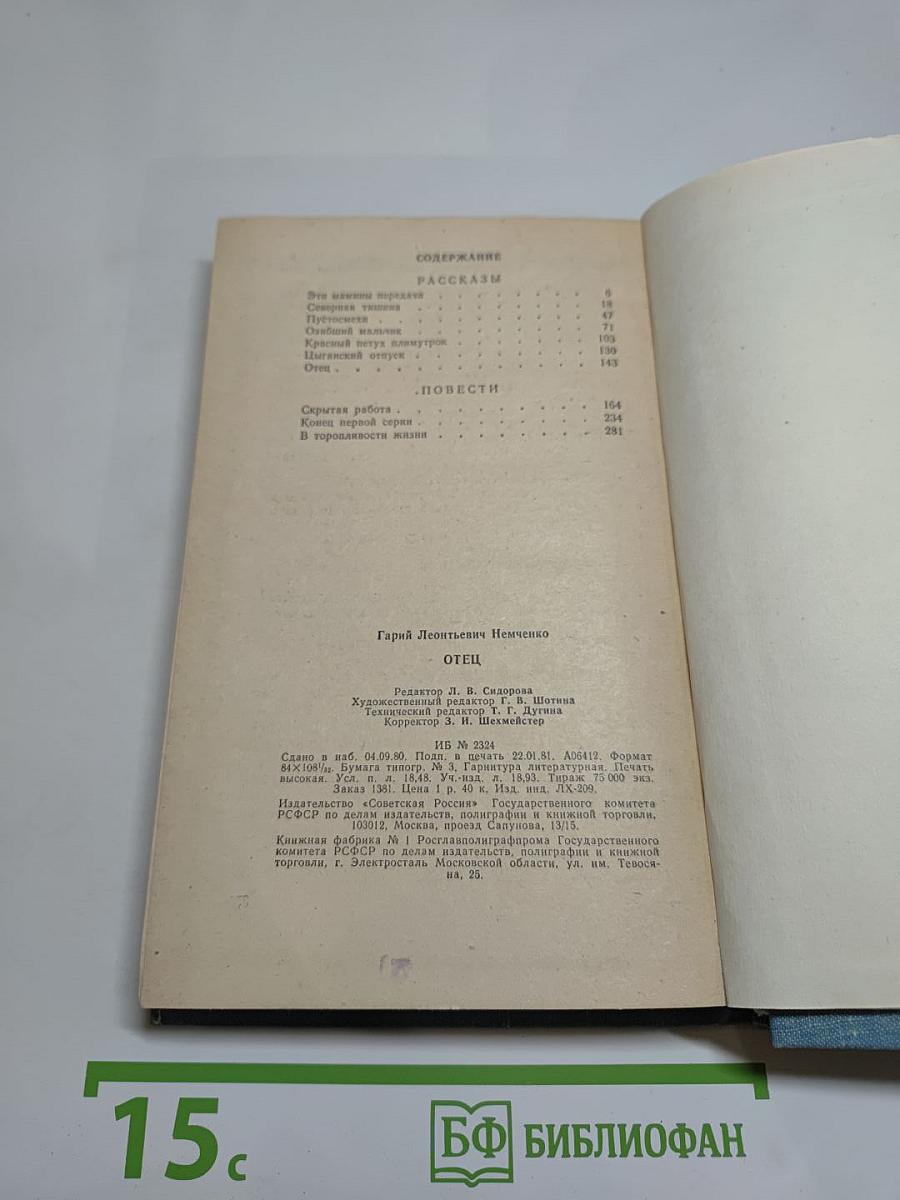 СОДЕРЖАНИЕ
РАССКАЗЫ
Эти мамины передачи . . . . . . . . 6
Северная тишина . . . . . . . . 18
Пустосмехи . . . . . . . . . 47
Озябший мальчик . . . . . . . . 71
Красный петух плимутрок . . . . . . . 103
Цыганский отпуск . . . . . . . . 130
Отец . . . . . . . . . . . 143
ПОВЕСТИ
Скрытая работа . . . . . . . . . 164
Конец первой серии . . . . . . . . 234
В торопливости жизни . . . . . . . . 281
Гарий Леонтьевич Немченко
ОТЕЦ
Редактор Л. В. Сидорова
Художественный редактор Г. В. Шотина
Технический редактор Т. Г. Дугина
Корректор З. И. Шехмейстер
ИБ № 2324
Сдано в наб. 04.09.80. Подп. в печать 22.01.81. А06412. Формат
84×108¹/₃₂. Бумага типогр. № 3, Гарнитура литературная. Печать
высокая. Усл. п. л. 18,48. Уч.-изд. л. 18,93. Тираж 75 000 экз.
Заказ 1381. Цена 1 р. 40 к, Изд. инд. ЛХ-209.
Издательство «Советская Россия» Государственного комитета
РСФСР по делам издательств, полиграфии и книжной торговли,
103012, Москва, проезд Сапунова, 13/15.
Книжная фабрика № 1 Росглавполиграфпрома Государственного
комитета РСФСР по делам издательств, полиграфии и книжной
торговли, г. Электросталь Московской области, ул. им. Тевося-
на, 25.
15 с
БФ БИБЛИОФАН